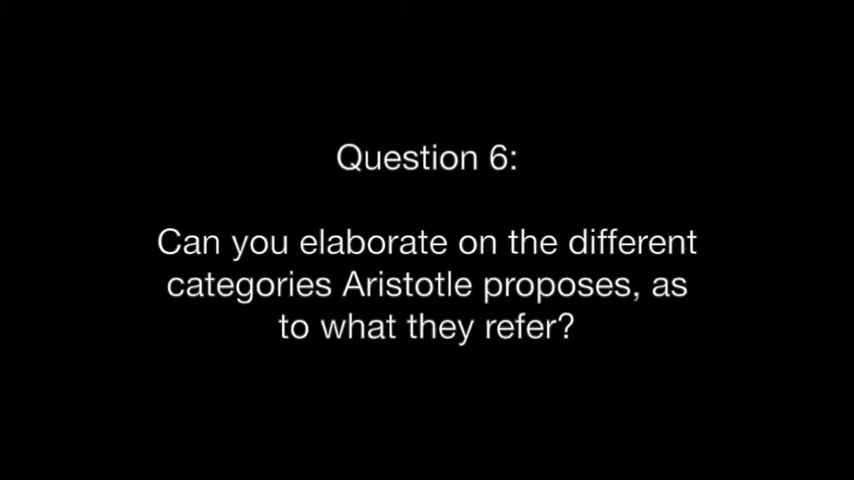 Question 6:
Can you elaborate on the different
categories Aristotle proposes, as
to what they refer?